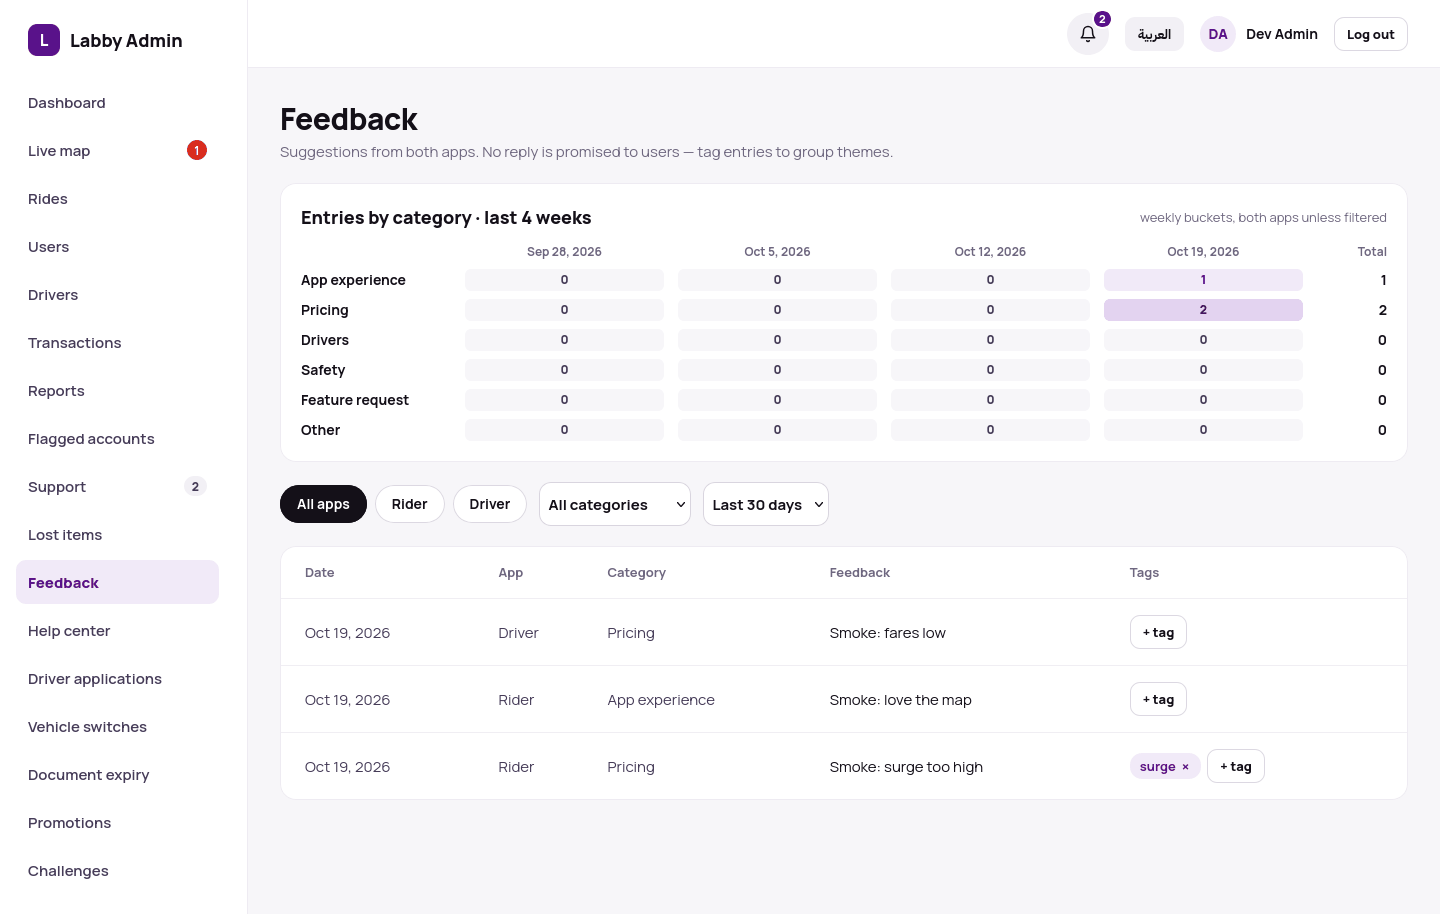 L Labby Admin
2
العربية
DA Dev Admin
Log out
Dashboard
Live map 1
Rides
Users
Drivers
Transactions
Reports
Flagged accounts
Support 2
Lost items
Feedback
Help center
Driver applications
Vehicle switches
Document expiry
Promotions
Challenges
Feedback
Suggestions from both apps. No reply is promised to users — tag entries to group themes.
Entries by category · last 4 weeks
weekly buckets, both apps unless filtered
Sep 28, 2026 Oct 5, 2026 Oct 12, 2026 Oct 19, 2026 Total
App experience 0 0 0 1 1
Pricing 0 0 0 2 2
Drivers 0 0 0 0 0
Safety 0 0 0 0 0
Feature request 0 0 0 0 0
Other 0 0 0 0 0
All apps Rider Driver All categories Last 30 days
Date App Category Feedback Tags
Oct 19, 2026 Driver Pricing Smoke: fares low + tag
Oct 19, 2026 Rider App experience Smoke: love the map + tag
Oct 19, 2026 Rider Pricing Smoke: surge too high surge × + tag